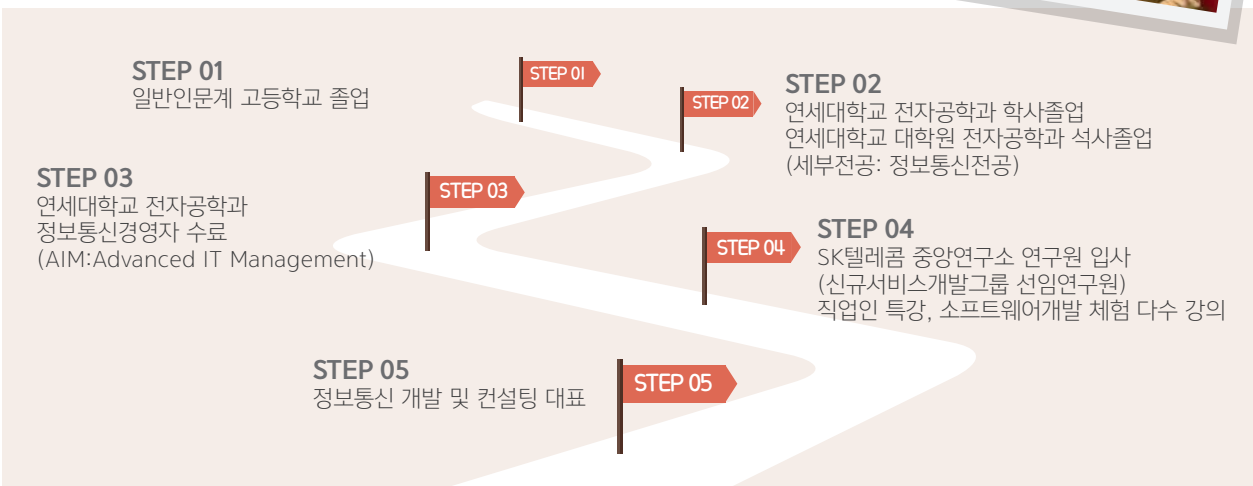 STEP 01
일반인문계 고등학교 졸업
STEP 01
STEP 02
STEP 02
연세대학교 전자공학과 학사졸업
연세대학교 대학원 전자공학과 석사졸업
(세부전공: 정보통신전공)
STEP 03
연세대학교 전자공학과
정보통신경영자 수료
(AIM:Advanced IT Management)
STEP 03
STEP 04
STEP 04
SK텔레콤 중앙연구소 연구원 입사
(신규서비스개발그룹 선임연구원)
직업인 특강, 소프트웨어개발 체험 다수 강의
STEP 05
정보통신 개발 및 컨설팅 대표
STEP 05